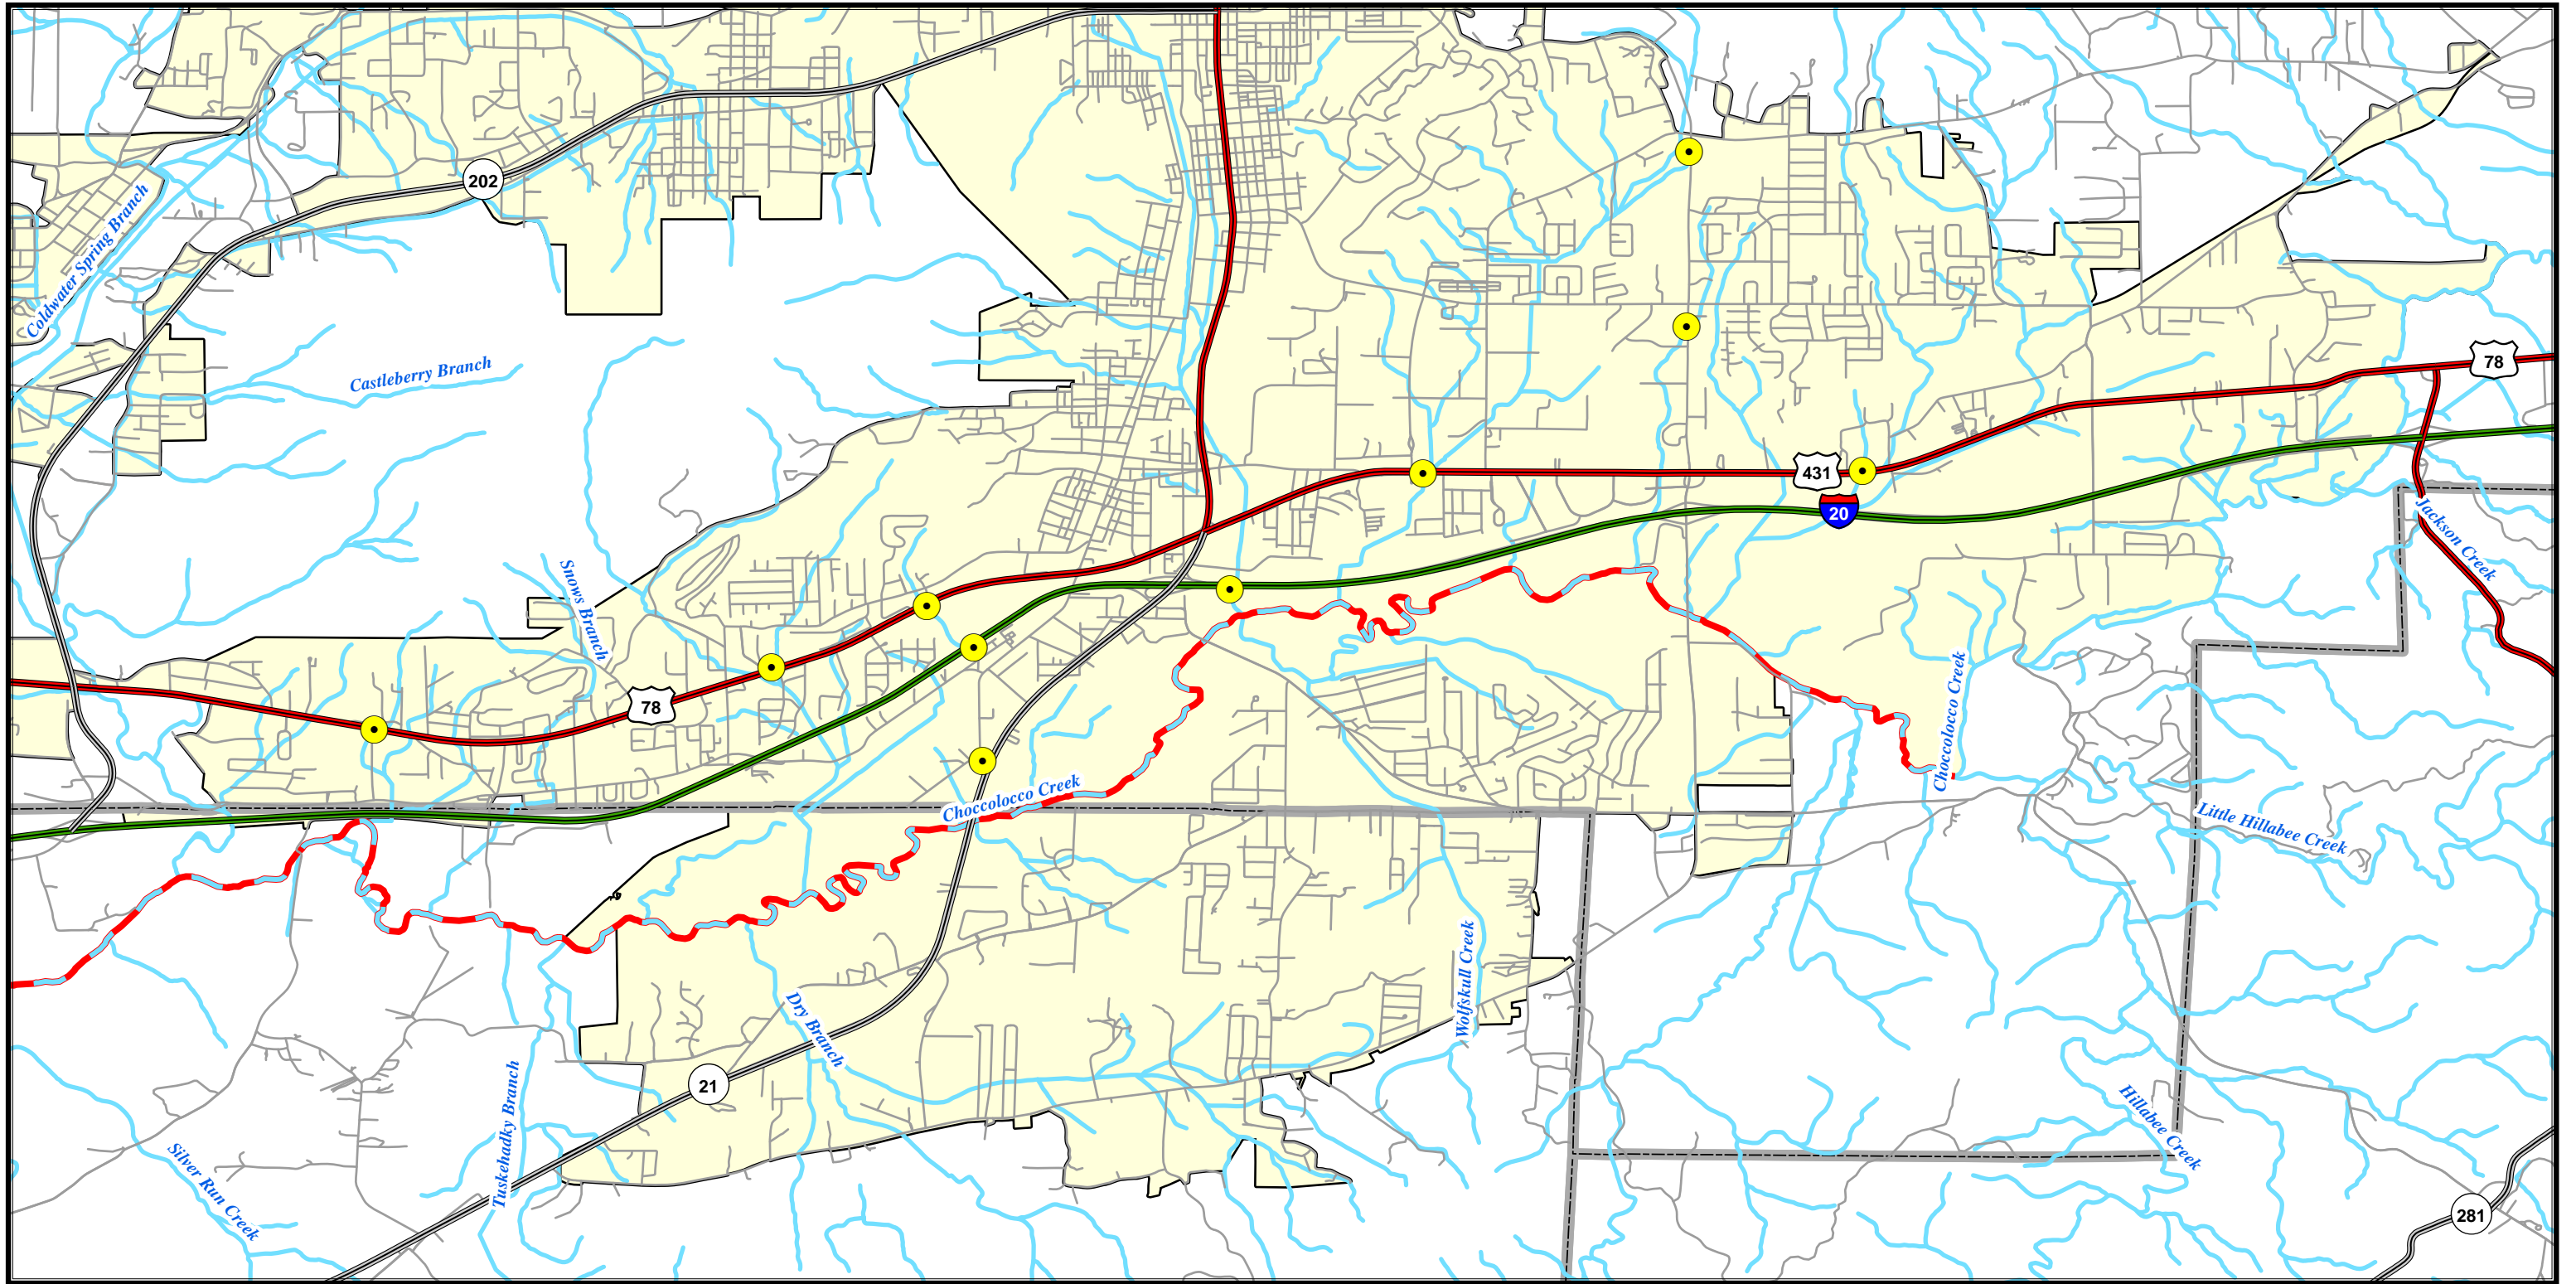 202
Coldwater Spring Branch
Castleberry Branch
78
431
20
Jackson Creek
Snows Branch
78
Choccolocco Creek
Choccolocco Creek
Little Hillabee Creek
Wolfskull Creek
Dry Branch
21
Tuskehadky Branch
Hillabee Creek
Silver Run Creek
281